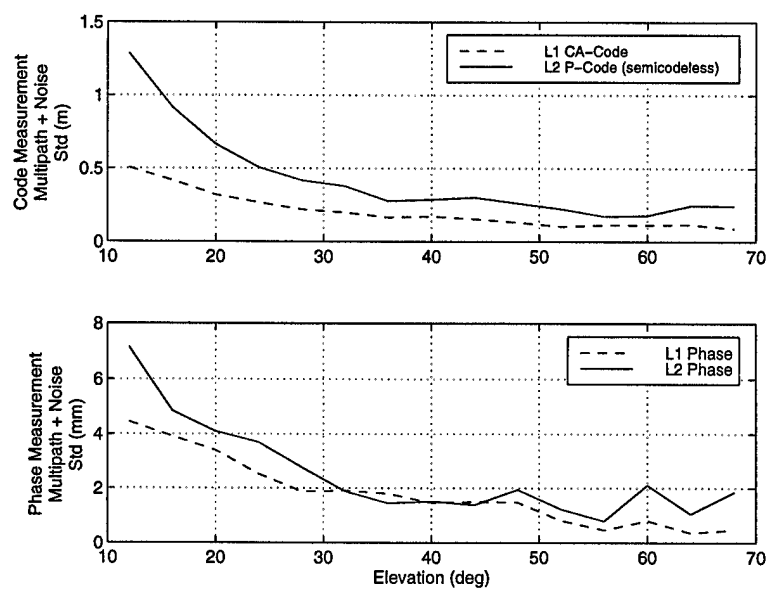 Code Measurement
Multipath + Noise
Std (m)
1.5
1
0.5
0
L1 CA-Code
L2 P-Code (semicodeless)
10 20 30 40 50 60 70
Phase Measurement
Multipath + Noise
Std (mm)
8
6
4
2
0
L1 Phase
L2 Phase
10 20 30 40 50 60 70
Elevation (deg)